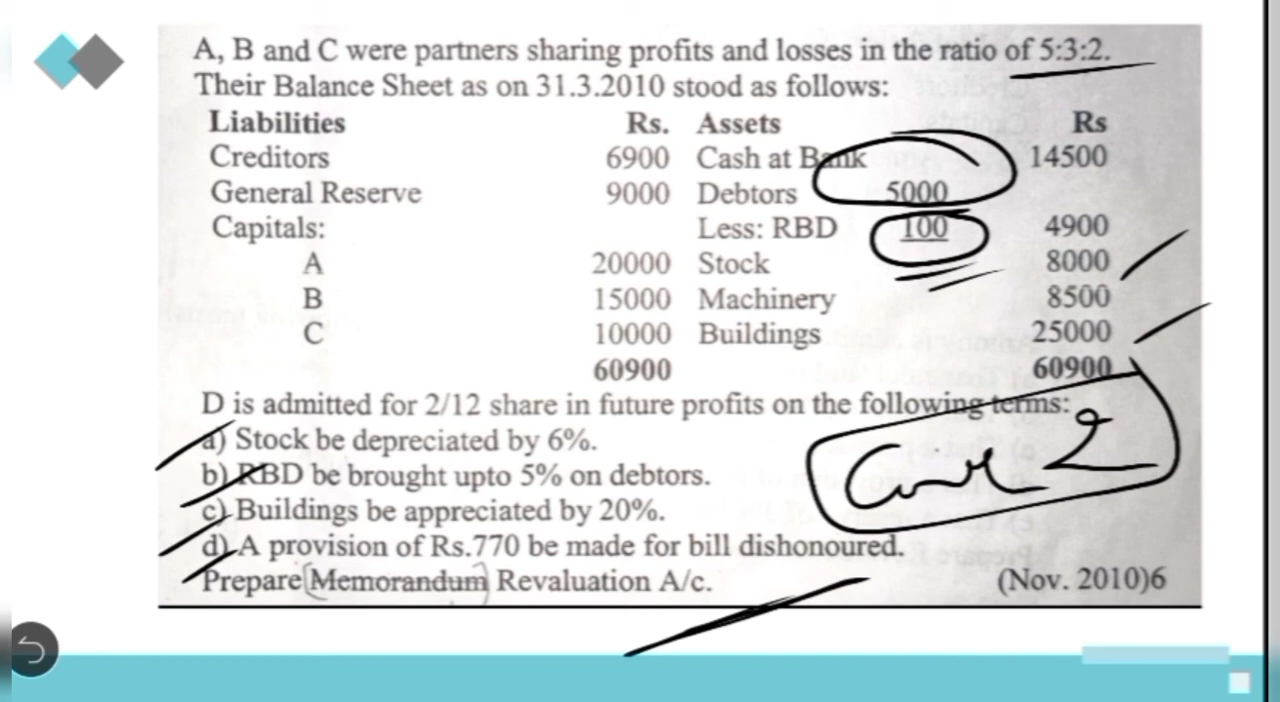 A, B and C were partners sharing profits and losses in the ratio of 5:3:2.
Their Balance Sheet as on 31.3.2010 stood as follows:
Liabilities Rs. Assets Rs
Creditors 6900 Cash at Bank 14500
General Reserve 9000 Debtors 5000
Capitals: Less: RBD 100 4900
A 20000 Stock 8000
B 15000 Machinery 8500
C 10000 Buildings 25000
60900 60900
D is admitted for 2/12 share in future profits on the following terms:
a) Stock be depreciated by 6%.
b) RBD be brought upto 5% on debtors.
c) Buildings be appreciated by 20%.
d) A provision of Rs.770 be made for bill dishonoured.
Prepare (Memorandum) Revaluation A/c. (Nov. 2010)6
2